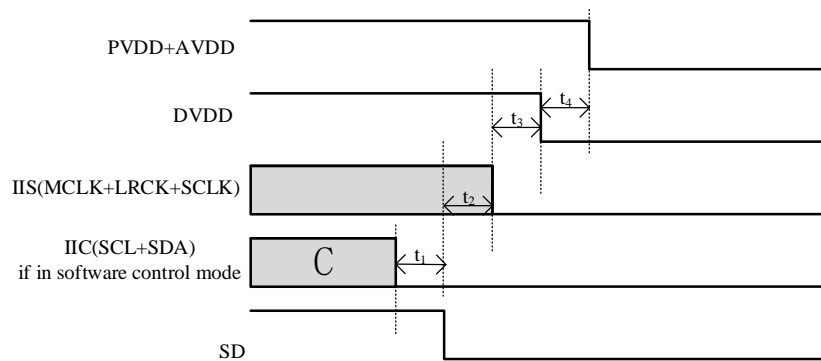 PVDD+AVDD
t4
DVDD
t3
IIS(MCLK+LRCK+SCLK)
t2
IIC(SCL+SDA)
if in software control mode
C
t1
SD